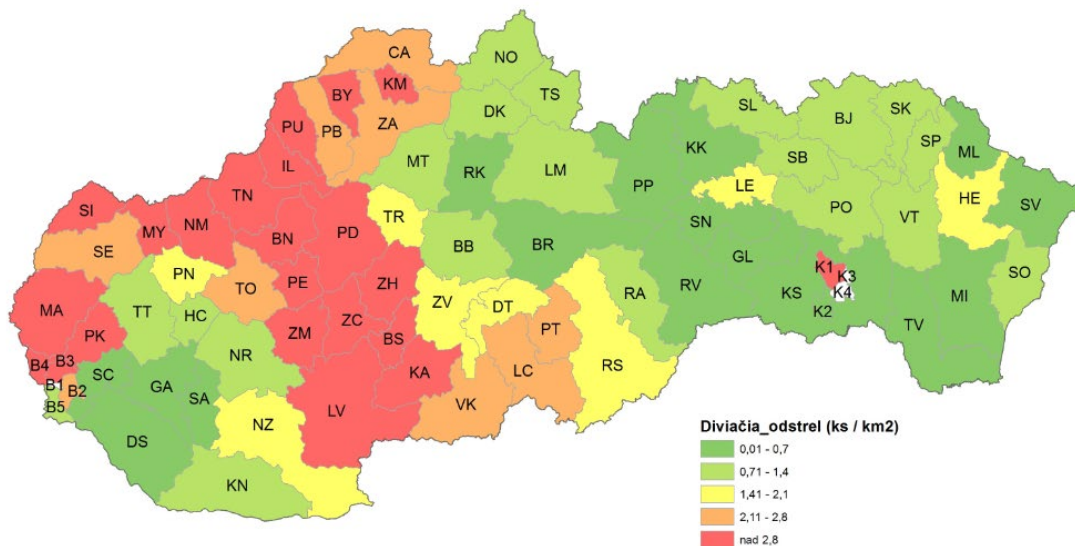 CA
NO
BY
KM
TS
SL
SK
PU
PB
ZA
DK
BJ
SP
IL
MT
RK
LM
KK
SB
ML
TN
PP
LE
HE
SI
NM
PD
TR
PO
VT
SV
MY
BN
BB
BR
SN
SE
PN
GL
K1
SO
TO
PE
ZH
K3
RV
KS
K4
MA
TT
HC
ZV
DT
RA
MI
PK
ZM
ZC
PT
K2
TV
BS
B4
B3
NR
LC
RS
SC
KA
B1
B2
GA
SA
B5
LV
VK
NZ
DS
KN
Diviačia_odstrel (ks / km2)
0,01 - 0,7
0,71 - 1,4
1,41 - 2,1
2,11 - 2,8
nad 2,8